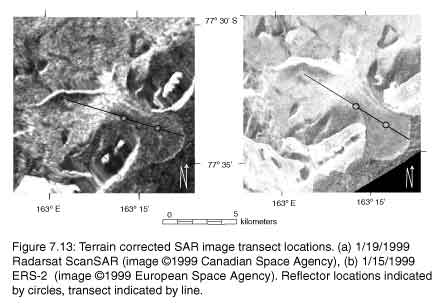 77° 30' S
77° 35'
N
N
163° E
163° 15'
163° E
163° 15'
0 5
kilometers
Figure 7.13: Terrain corrected SAR image transect locations. (a) 1/19/1999
Radarsat ScanSAR (image ©1999 Canadian Space Agency), (b) 1/15/1999
ERS-2 (image ©1999 European Space Agency). Reflector locations indicated
by circles, transect indicated by line.